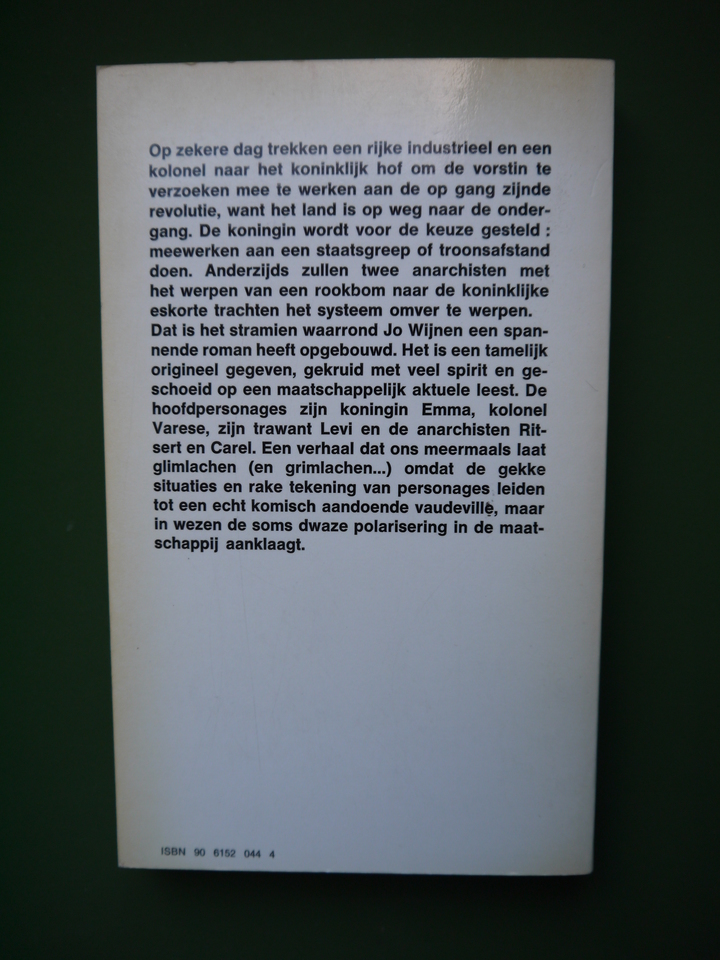 Op zekere dag trekken een rijke industrieel en een
kolonel naar het koninklijk hof om de vorstin te
verzoeken mee te werken aan de op gang zijnde
revolutie, want het land is op weg naar de onder-
gang. De koningin wordt voor de keuze gesteld :
meewerken aan een staatsgreep of troonsafstand
doen. Anderzijds zullen twee anarchisten met
het werpen van een rookbom naar de koninklijke
eskorte trachten het systeem omver te werpen.
Dat is het stramien waarrond Jo Wijnen een span-
nende roman heeft opgebouwd. Het is een tamelijk
origineel gegeven, gekruid met veel spirit en ge-
schoeid op een maatschappelijk aktuele leest. De
hoofdpersonages zijn koningin Emma, kolonel
Varese, zijn trawant Levi en de anarchisten Rit-
sert en Carel. Een verhaal dat ons meermaals laat
glimlachen (en grimlachen...) omdat de gekke
situaties en rake tekening van personages leiden
tot een echt komisch aandoende vaudeville, maar
in wezen de soms dwaze polarisering in de maat-
schappij aanklaagt.
ISBN 90 6152 044 4